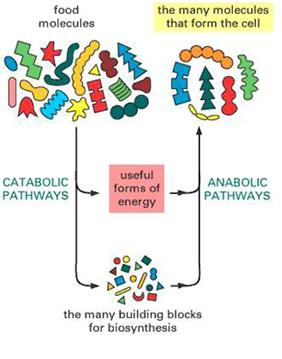 food
molecules
the many molecules
that form the cell
CATABOLIC
PATHWAYS
useful
forms of
energy
ANABOLIC
PATHWAYS
the many building blocks
for biosynthesis